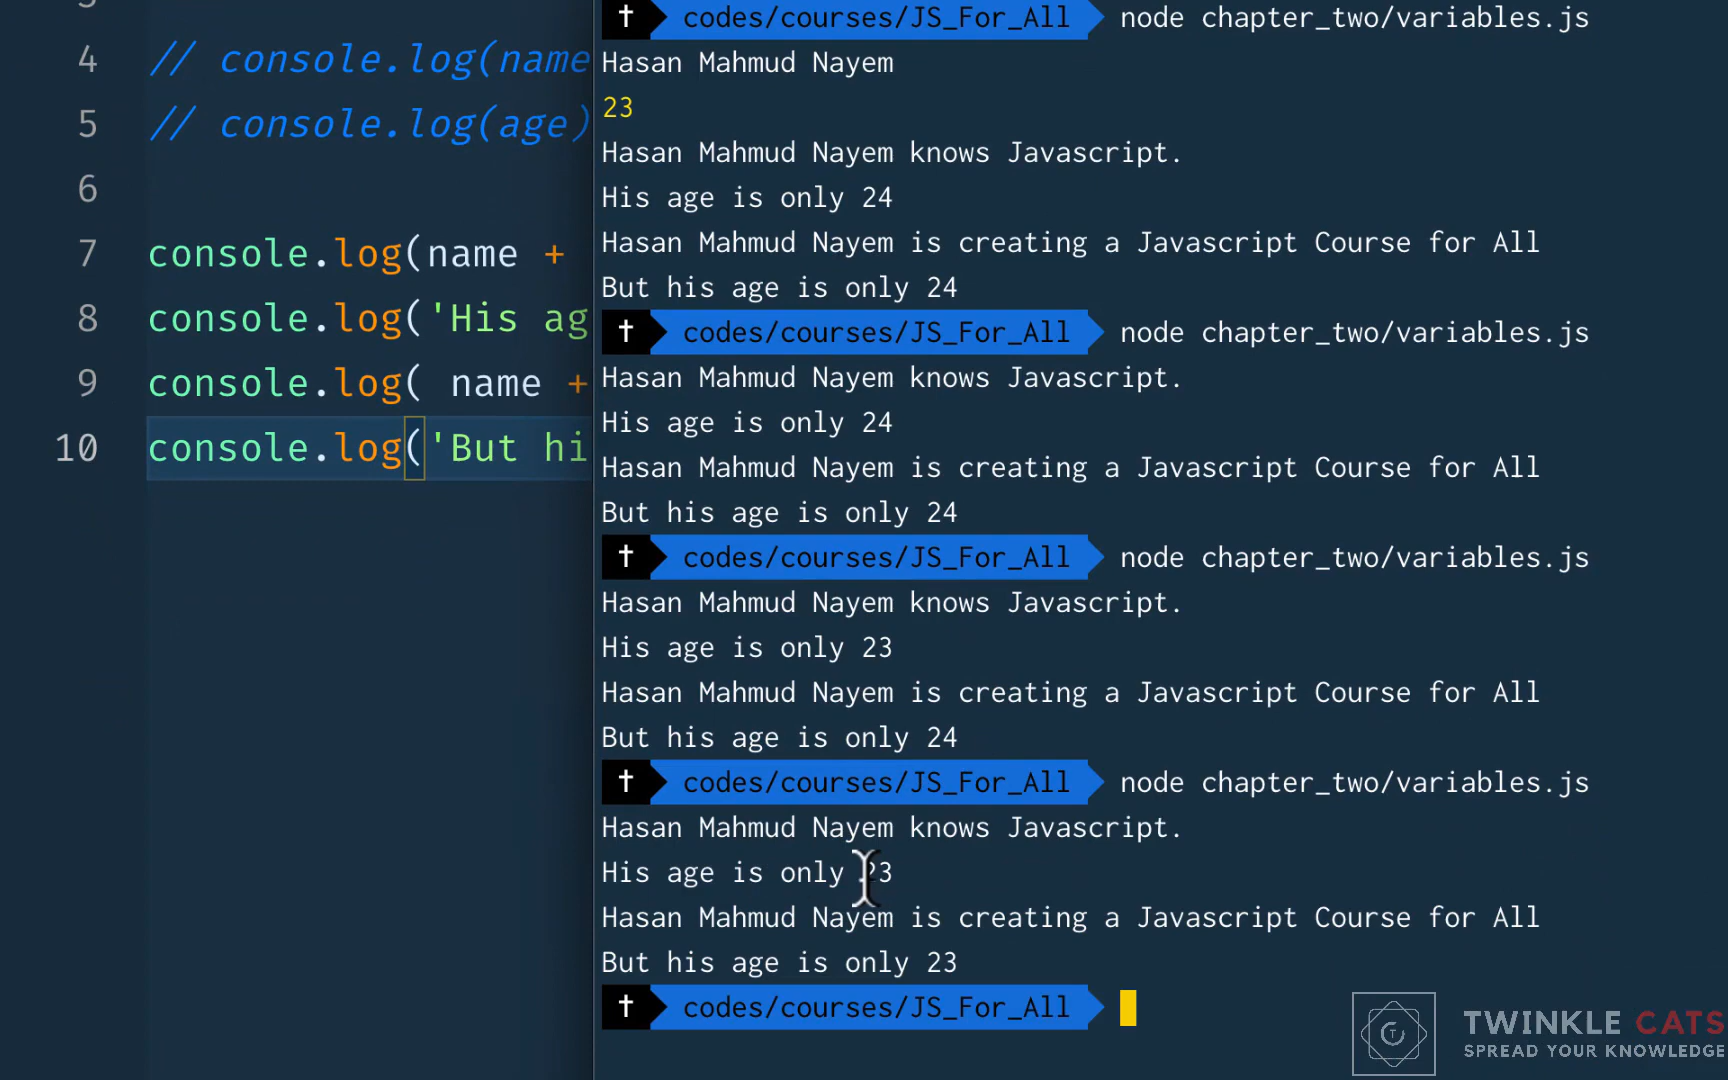 4 // console.log(name
5 // console.log(age)
6
7 console.log(name +
8 console.log('His ag
9 console.log( name +
10 console.log('But hi
† codes/courses/JS_For_All node chapter_two/variables.js
Hasan Mahmud Nayem
23
Hasan Mahmud Nayem knows Javascript.
His age is only 24
Hasan Mahmud Nayem is creating a Javascript Course for All
But his age is only 24
† codes/courses/JS_For_All node chapter_two/variables.js
Hasan Mahmud Nayem knows Javascript.
His age is only 24
Hasan Mahmud Nayem is creating a Javascript Course for All
But his age is only 24
† codes/courses/JS_For_All node chapter_two/variables.js
Hasan Mahmud Nayem knows Javascript.
His age is only 23
Hasan Mahmud Nayem is creating a Javascript Course for All
But his age is only 24
† codes/courses/JS_For_All node chapter_two/variables.js
Hasan Mahmud Nayem knows Javascript.
His age is only 23
Hasan Mahmud Nayem is creating a Javascript Course for All
But his age is only 23
† codes/courses/JS_For_All
TWINKLE CATS
SPREAD YOUR KNOWLEDGE